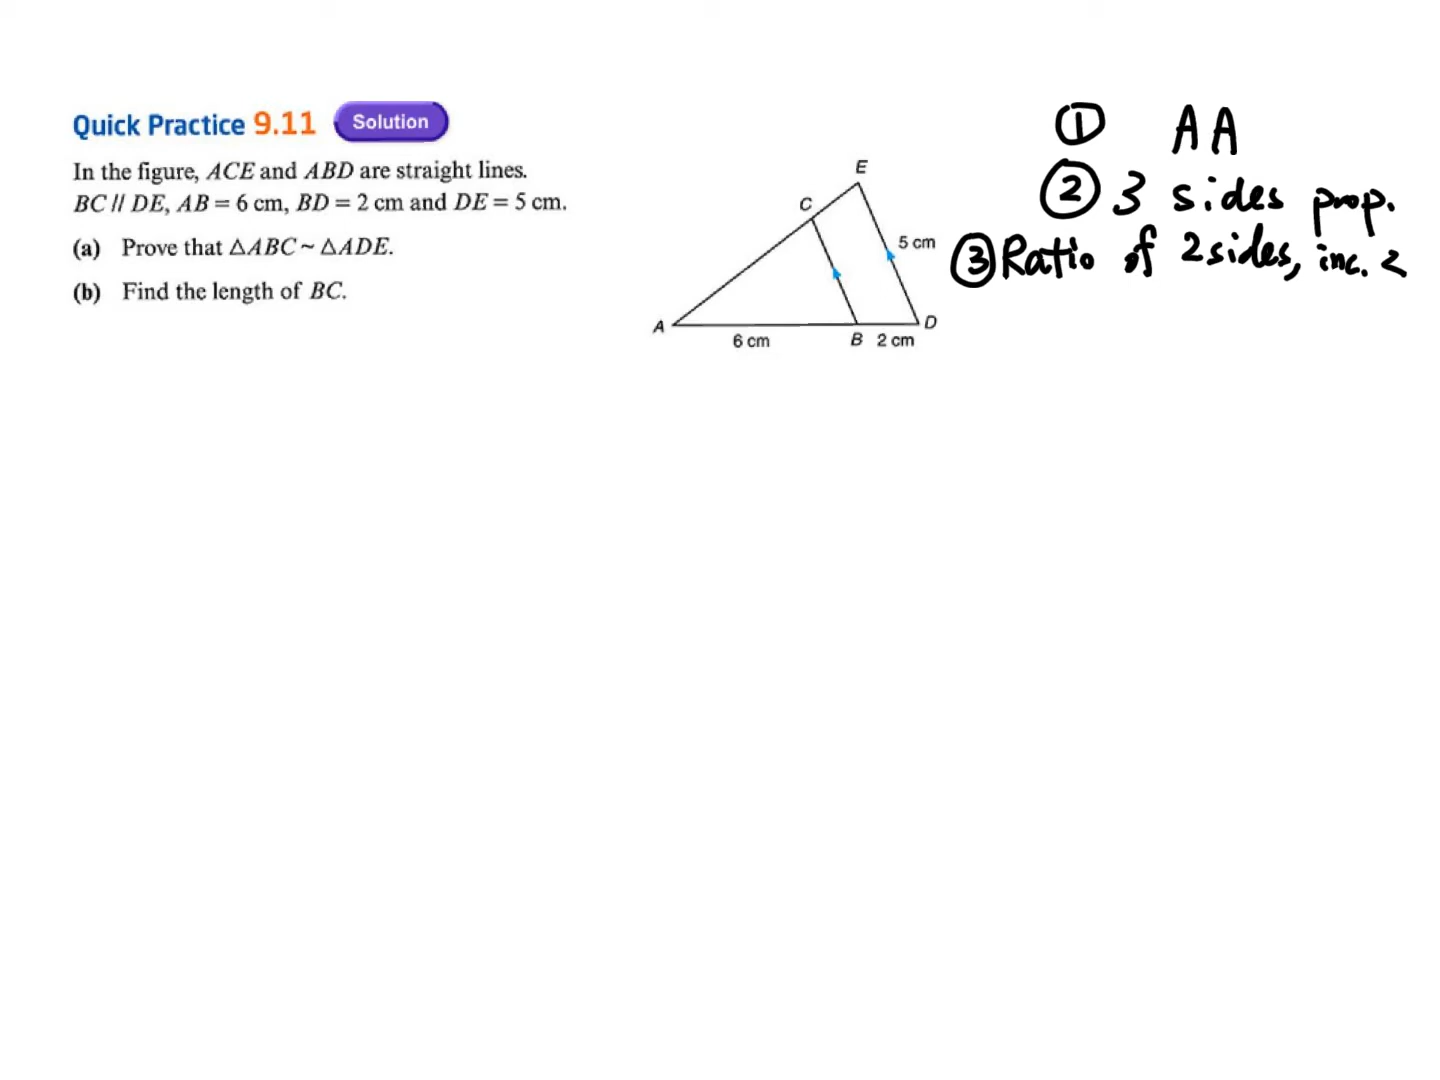 Quick Practice 9.11 Solution
In the figure, ACE and ABD are straight lines.
BC // DE, AB = 6 cm, BD = 2 cm and DE = 5 cm.
(a) Prove that △ABC ~ △ADE.
(b) Find the length of BC.
E
C
5 cm
A
D
6 cm
B
2 cm
① AA
② 3 sides prop.
③ Ratio of 2 sides, inc. ∠